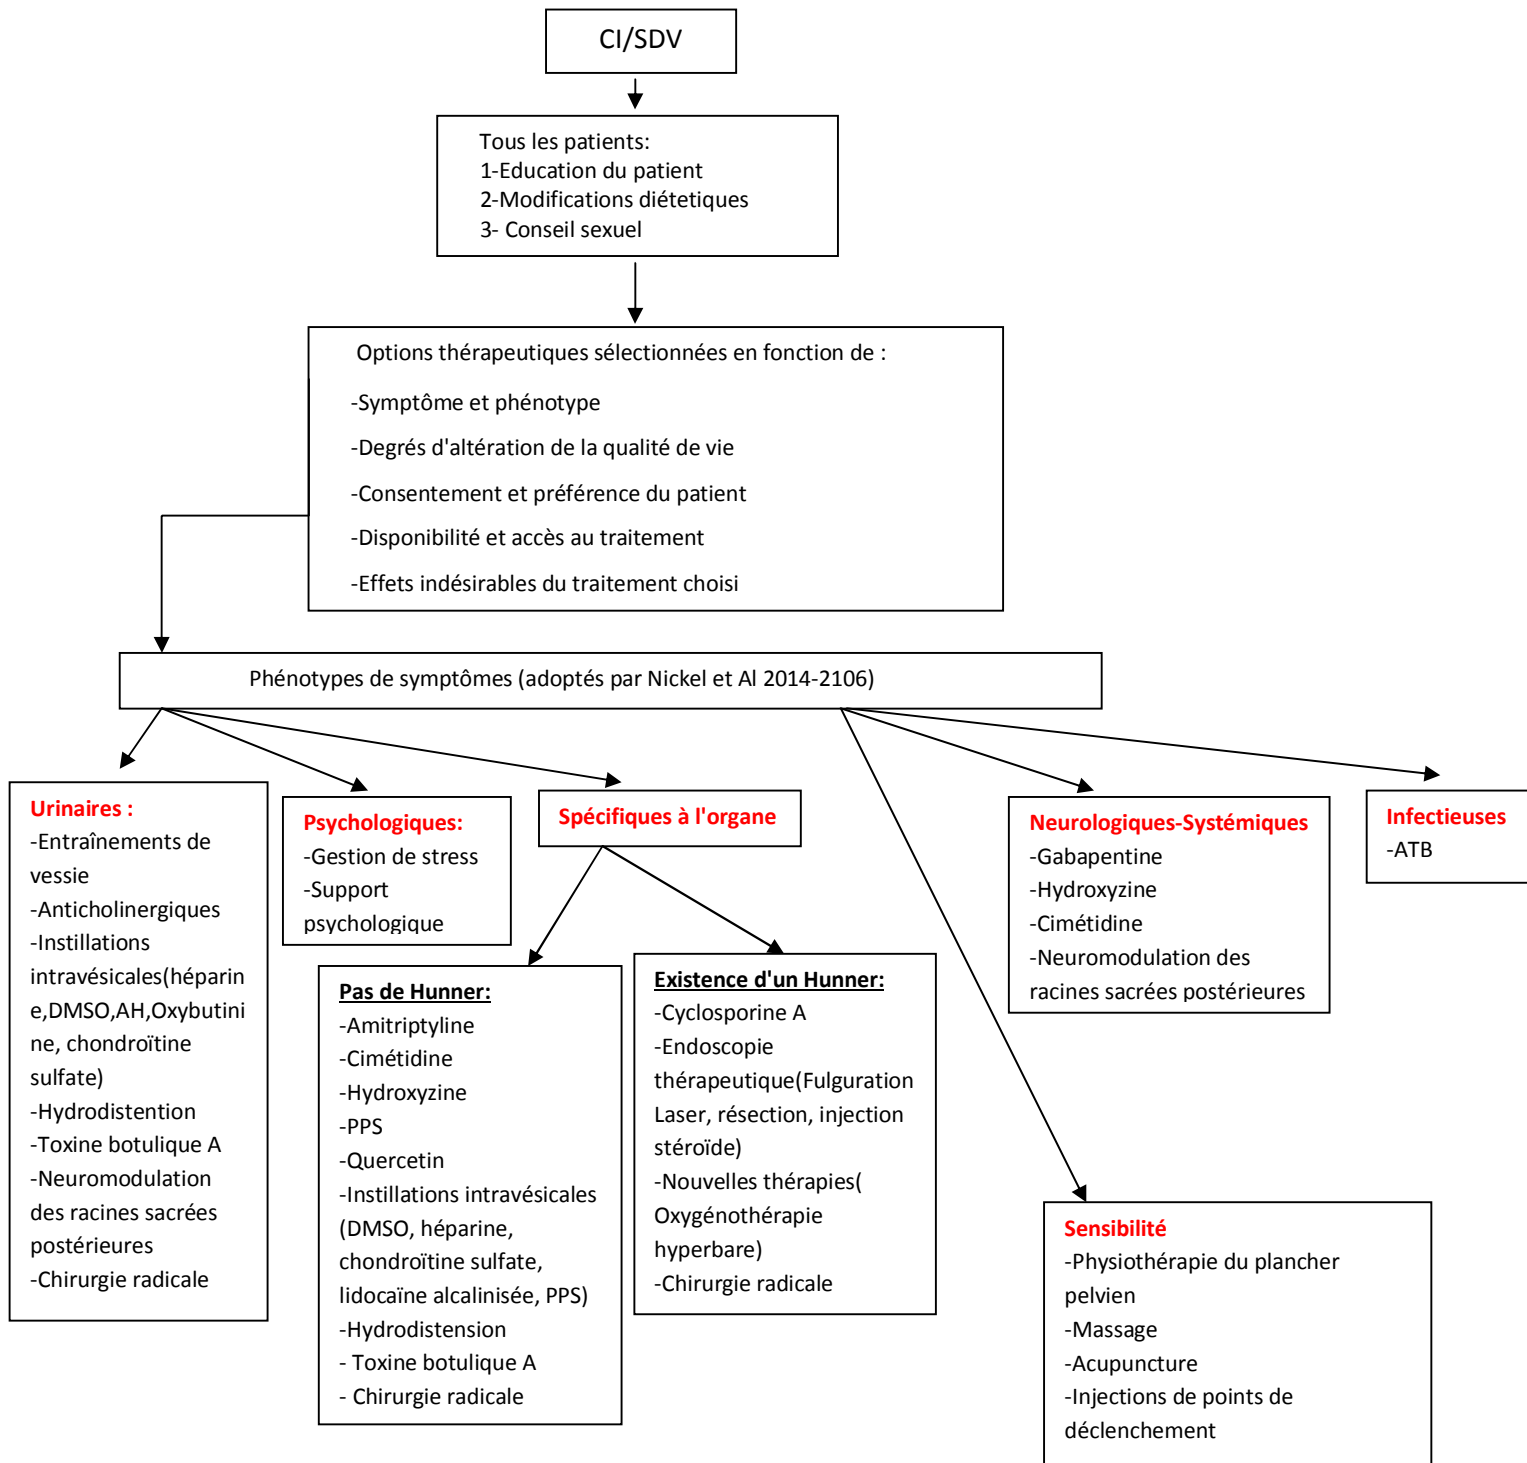 CI/SDV
Tous les patients:
1-Education du patient
2-Modifications diétetiques
3- Conseil sexuel
Options thérapeutiques sélectionnées en fonction de :
-Symptôme et phénotype
-Degrés d'altération de la qualité de vie
-Consentement et préférence du patient
-Disponibilité et accès au traitement
-Effets indésirables du traitement choisi
Phénotypes de symptômes (adoptés par Nickel et Al 2014-2106)
Urinaires :
-Entraînements de
vessie
-Anticholinergiques
-Instillations
intravésicales(héparin
e,DMSO,AH,Oxybutini
ne, chondroïtine
sulfate)
-Hydrodistention
-Toxine botulique A
-Neuromodulation
des racines sacrées
postérieures
-Chirurgie radicale
Psychologiques:
-Gestion de stress
-Support
psychologique
Spécifiques à l'organe
Pas de Hunner:
-Amitriptyline
-Cimétidine
-Hydroxyzine
-PPS
-Quercetin
-Instillations intravésicales
(DMSO, héparine,
chondroïtine sulfate,
lidocaïne alcalinisée, PPS)
-Hydrodistension
- Toxine botulique A
- Chirurgie radicale
Existence d'un Hunner:
-Cyclosporine A
-Endoscopie
thérapeutique(Fulguration
Laser, résection, injection
stéroïde)
-Nouvelles thérapies(
Oxygénothérapie
hyperbare)
-Chirurgie radicale
Neurologiques-Systémiques
-Gabapentine
-Hydroxyzine
-Cimétidine
-Neuromodulation des
racines sacrées postérieures
Infectieuses
-ATB
Sensibilité
-Physiothérapie du plancher
pelvien
-Massage
-Acupuncture
-Injections de points de
déclenchement